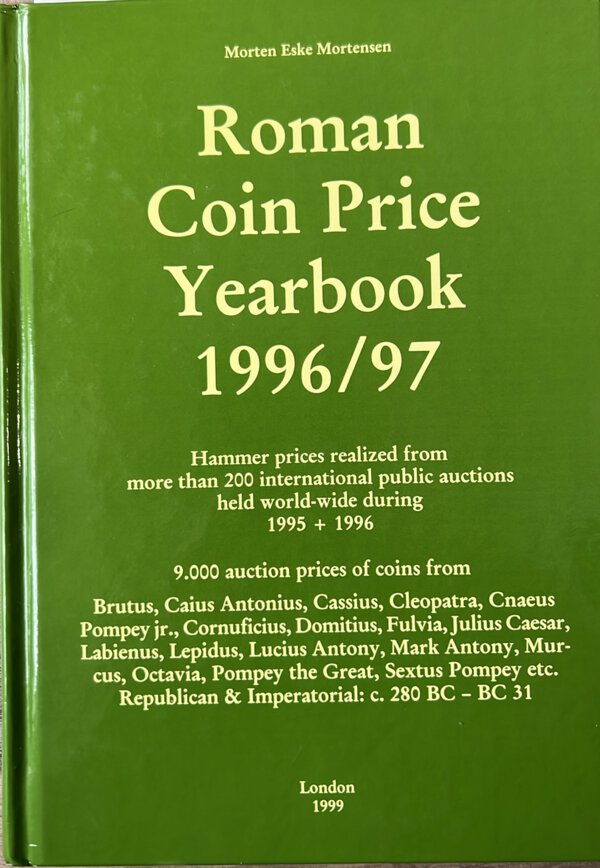 Morten Eske Mortensen
Roman
Coin Price
Yearbook
1996/97
Hammer prices realized from
more than 200 international public auctions
held world-wide during
1995 + 1996
9.000 auction prices of coins from
Brutus, Caius Antonius, Cassius, Cleopatra, Cnaeus
Pompey jr., Cornuficius, Domitius, Fulvia, Julius Caesar,
Labienus, Lepidus, Lucius Antony, Mark Antony, Mur-
cus, Octavia, Pompey the Great, Sextus Pompey etc.
Republican & Imperatorial: c. 280 BC – BC 31
London
1999